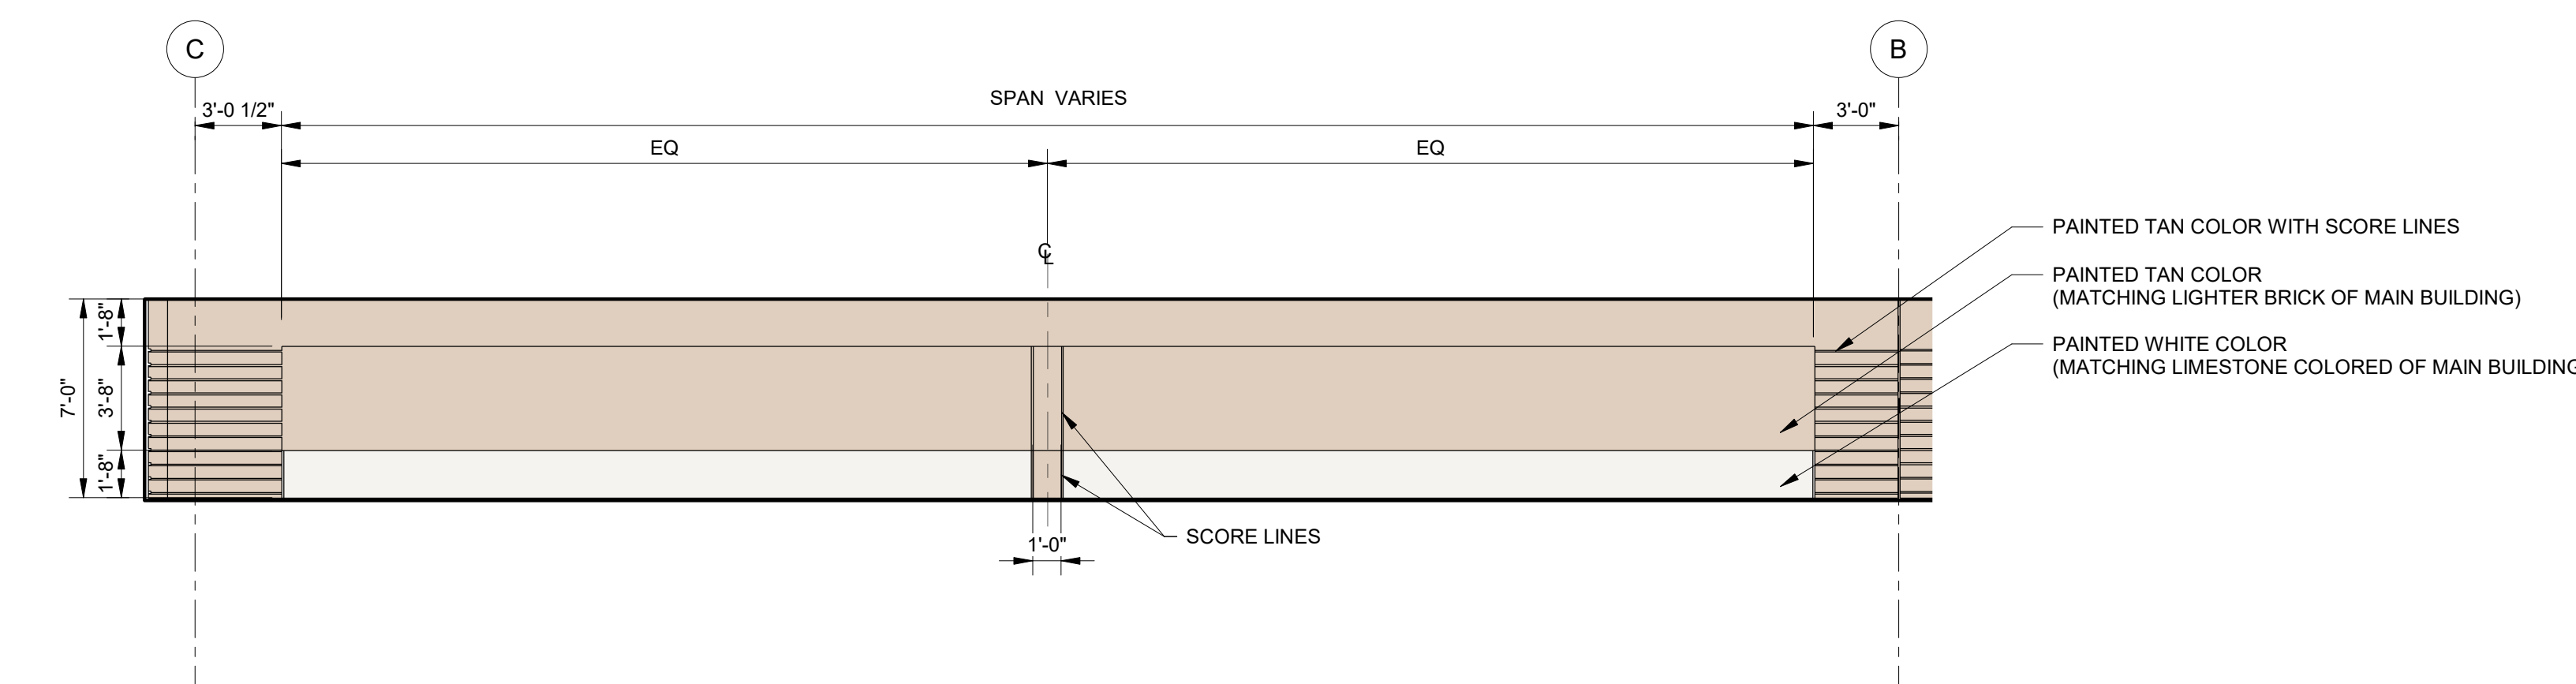 C
B
SPAN VARIES
3'-0 1/2"
3'-0"
EQ
EQ
CL
PAINTED TAN COLOR WITH SCORE LINES
PAINTED TAN COLOR
(MATCHING LIGHTER BRICK OF MAIN BUILDING)
PAINTED WHITE COLOR
(MATCHING LIMESTONE COLORED OF MAIN BUILDING
7'-0"
1'-8"
3'-8"
1'-8"
SCORE LINES
1'-0"